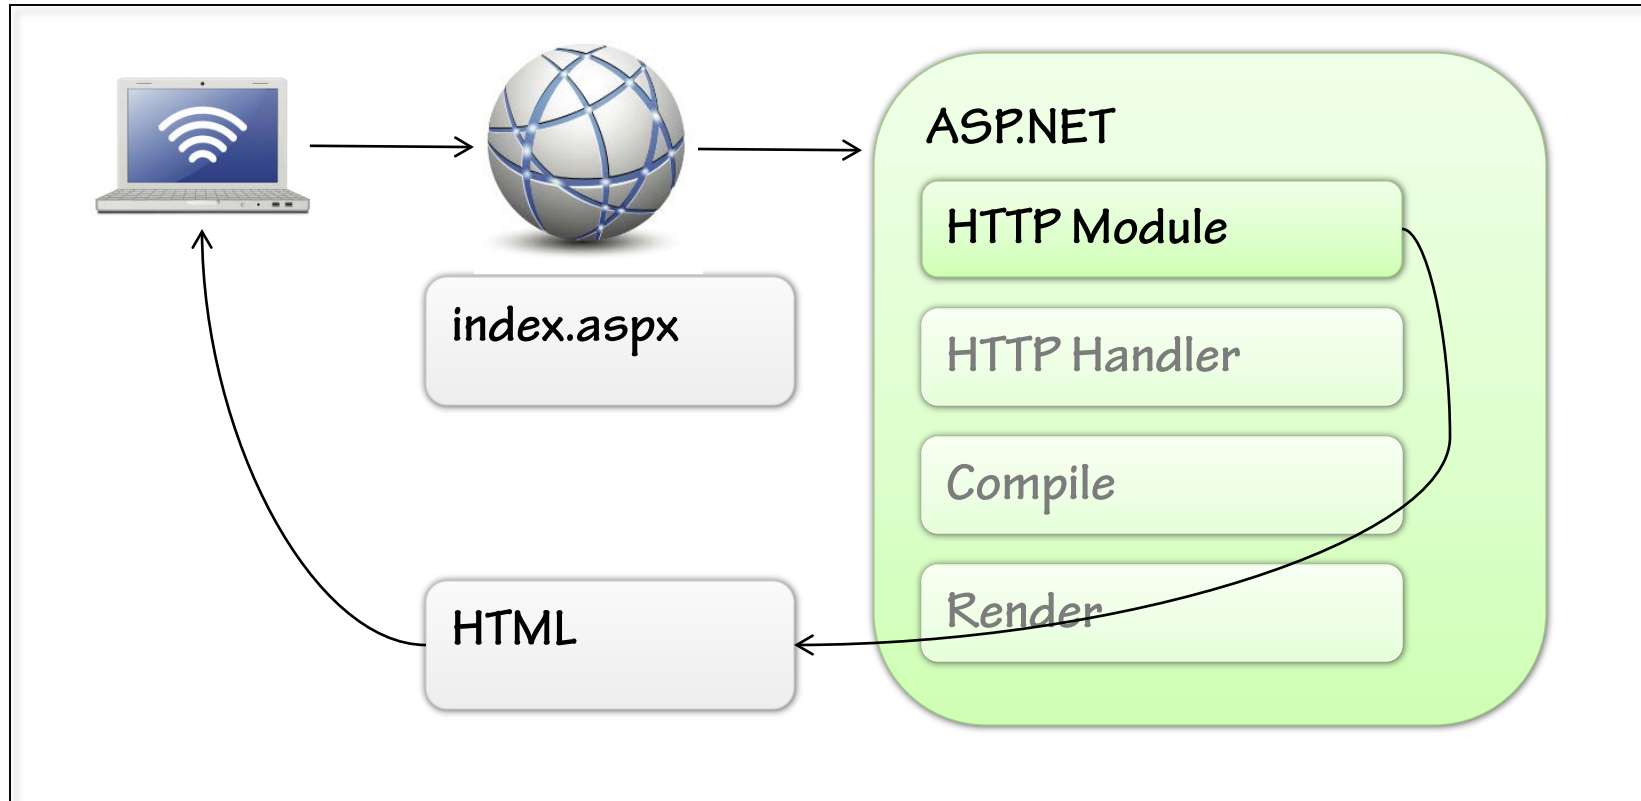 ASP.NET
HTTP Module
index.aspx
HTTP Handler
Compile
Render
HTML